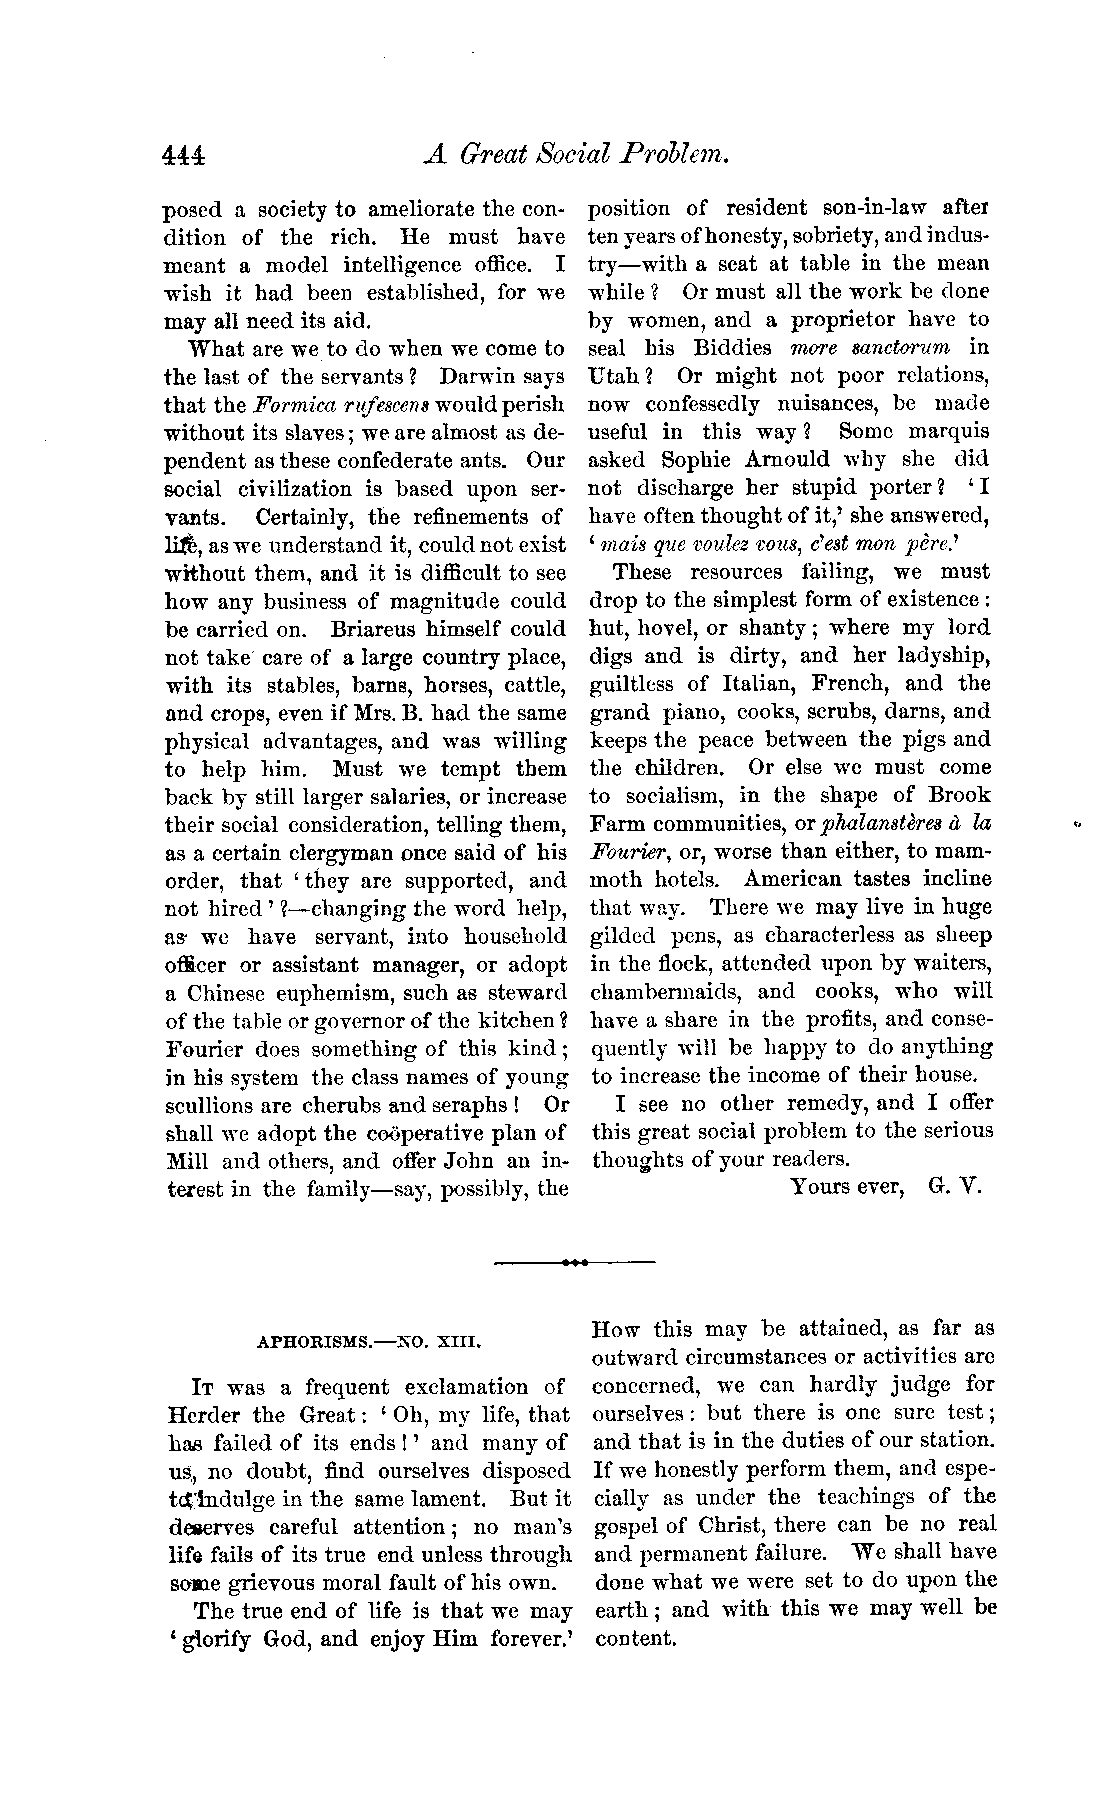 444 A Great Social Problem.
posed a society to ameliorate the con-
dition of the rich. He must have
meant a model intelligence office. I
wish it had been established, for we
may all need its aid.
What are we to do when we come to
the last of the servants? Darwin says
that the Formica rufescens would perish
without its slaves; we are almost as de-
pendent as these confederate ants. Our
social civilization is based upon ser-
vants. Certainly, the refinements of
life, as we understand it, could not exist
without them, and it is difficult to see
how any business of magnitude could
be carried on. Briareus himself could
not take care of a large country place,
with its stables, barns, horses, cattle,
and crops, even if Mrs. B. had the same
physical advantages, and was willing
to help him. Must we tempt them
back by still larger salaries, or increase
their social consideration, telling them,
as a certain clergyman once said of his
order, that ‘they are supported, and
not hired’?—changing the word help,
as we have servant, into household
officer or assistant manager, or adopt
a Chinese euphemism, such as steward
of the table or governor of the kitchen?
Fourier does something of this kind;
in his system the class names of young
scullions are cherubs and seraphs! Or
shall we adopt the coöperative plan of
Mill and others, and offer John an in-
terest in the family—say, possibly, the
position of resident son-in-law after
ten years of honesty, sobriety, and indus-
try—with a seat at table in the mean
while? Or must all the work be done
by women, and a proprietor have to
seal his Biddies more sanctorum in
Utah? Or might not poor relations,
now confessedly nuisances, be made
useful in this way? Some marquis
asked Sophie Arnould why she did
not discharge her stupid porter? ‘I
have often thought of it,’ she answered,
‘mais que voulez vous, c'est mon père.’
These resources failing, we must
drop to the simplest form of existence:
hut, hovel, or shanty; where my lord
digs and is dirty, and her ladyship,
guiltless of Italian, French, and the
grand piano, cooks, scrubs, darns, and
keeps the peace between the pigs and
the children. Or else we must come
to socialism, in the shape of Brook
Farm communities, or phalanstères à la
Fourier, or, worse than either, to mam-
moth hotels. American tastes incline
that way. There we may live in huge
gilded pens, as characterless as sheep
in the flock, attended upon by waiters,
chambermaids, and cooks, who will
have a share in the profits, and conse-
quently will be happy to do anything
to increase the income of their house.
I see no other remedy, and I offer
this great social problem to the serious
thoughts of your readers.
Yours ever, G. V.
APHORISMS.—NO. XIII.
IT was a frequent exclamation of
Herder the Great: ‘Oh, my life, that
has failed of its ends!’ and many of
us, no doubt, find ourselves disposed
to indulge in the same lament. But it
deserves careful attention; no man's
life fails of its true end unless through
some grievous moral fault of his own.
The true end of life is that we may
‘glorify God, and enjoy Him forever.’
How this may be attained, as far as
outward circumstances or activities are
concerned, we can hardly judge for
ourselves: but there is one sure test;
and that is in the duties of our station.
If we honestly perform them, and espe-
cially as under the teachings of the
gospel of Christ, there can be no real
and permanent failure. We shall have
done what we were set to do upon the
earth; and with this we may well be
content.